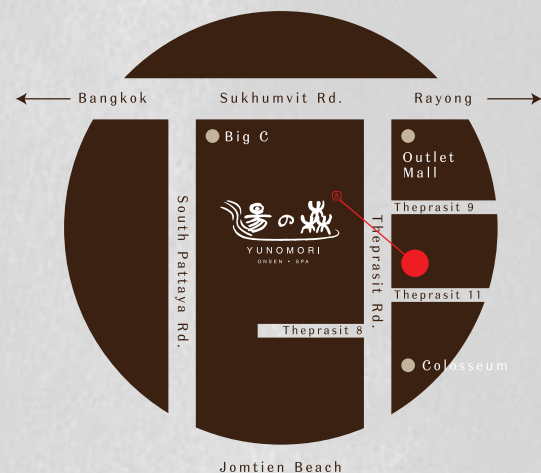 Bangkok
Sukhumvit Rd.
Rayong
Big C
Outlet
Mall
Theprasit 9
South Pattaya Rd.
湯の森
YUNOMORI
ONSEN • SPA
Theprasit Rd.
Theprasit 11
Theprasit 8
Colosseum
Jomtien Beach